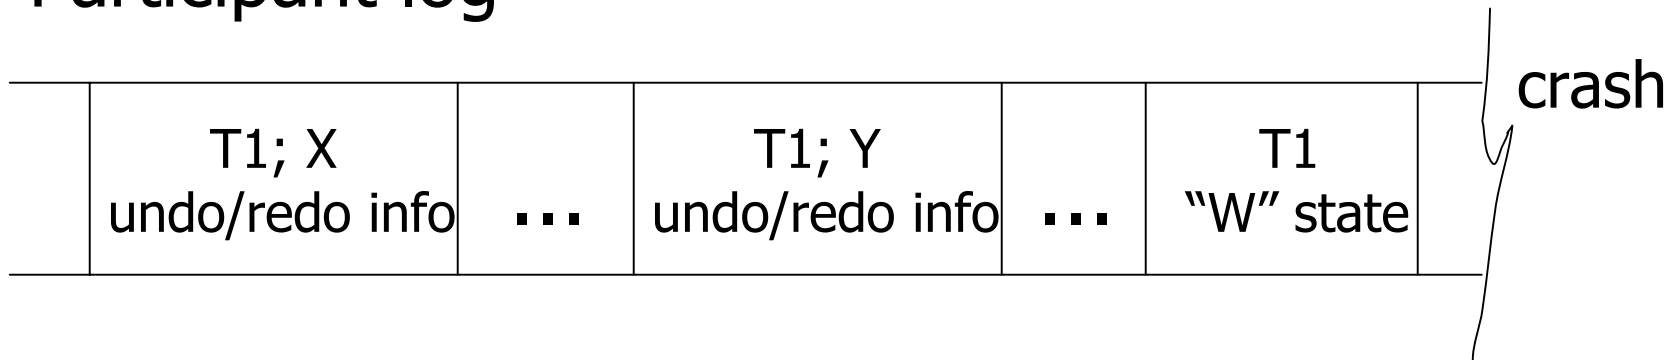 Participant log
crash
T1; X
undo/redo info
...
T1; Y
undo/redo info
...
T1
“W” state